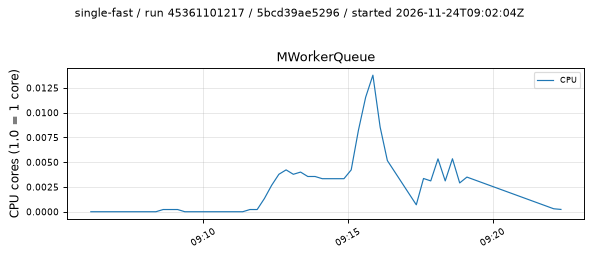 single-fast / run 45361101217 / 5bcd39ae5296 / started 2026-11-24T09:02:04Z
MWorkerQueue
CPU cores (1.0 = 1 core)
0.0125
0.0100
0.0075
0.0050
0.0025
0.0000
CPU
09:10
09:15
09:20